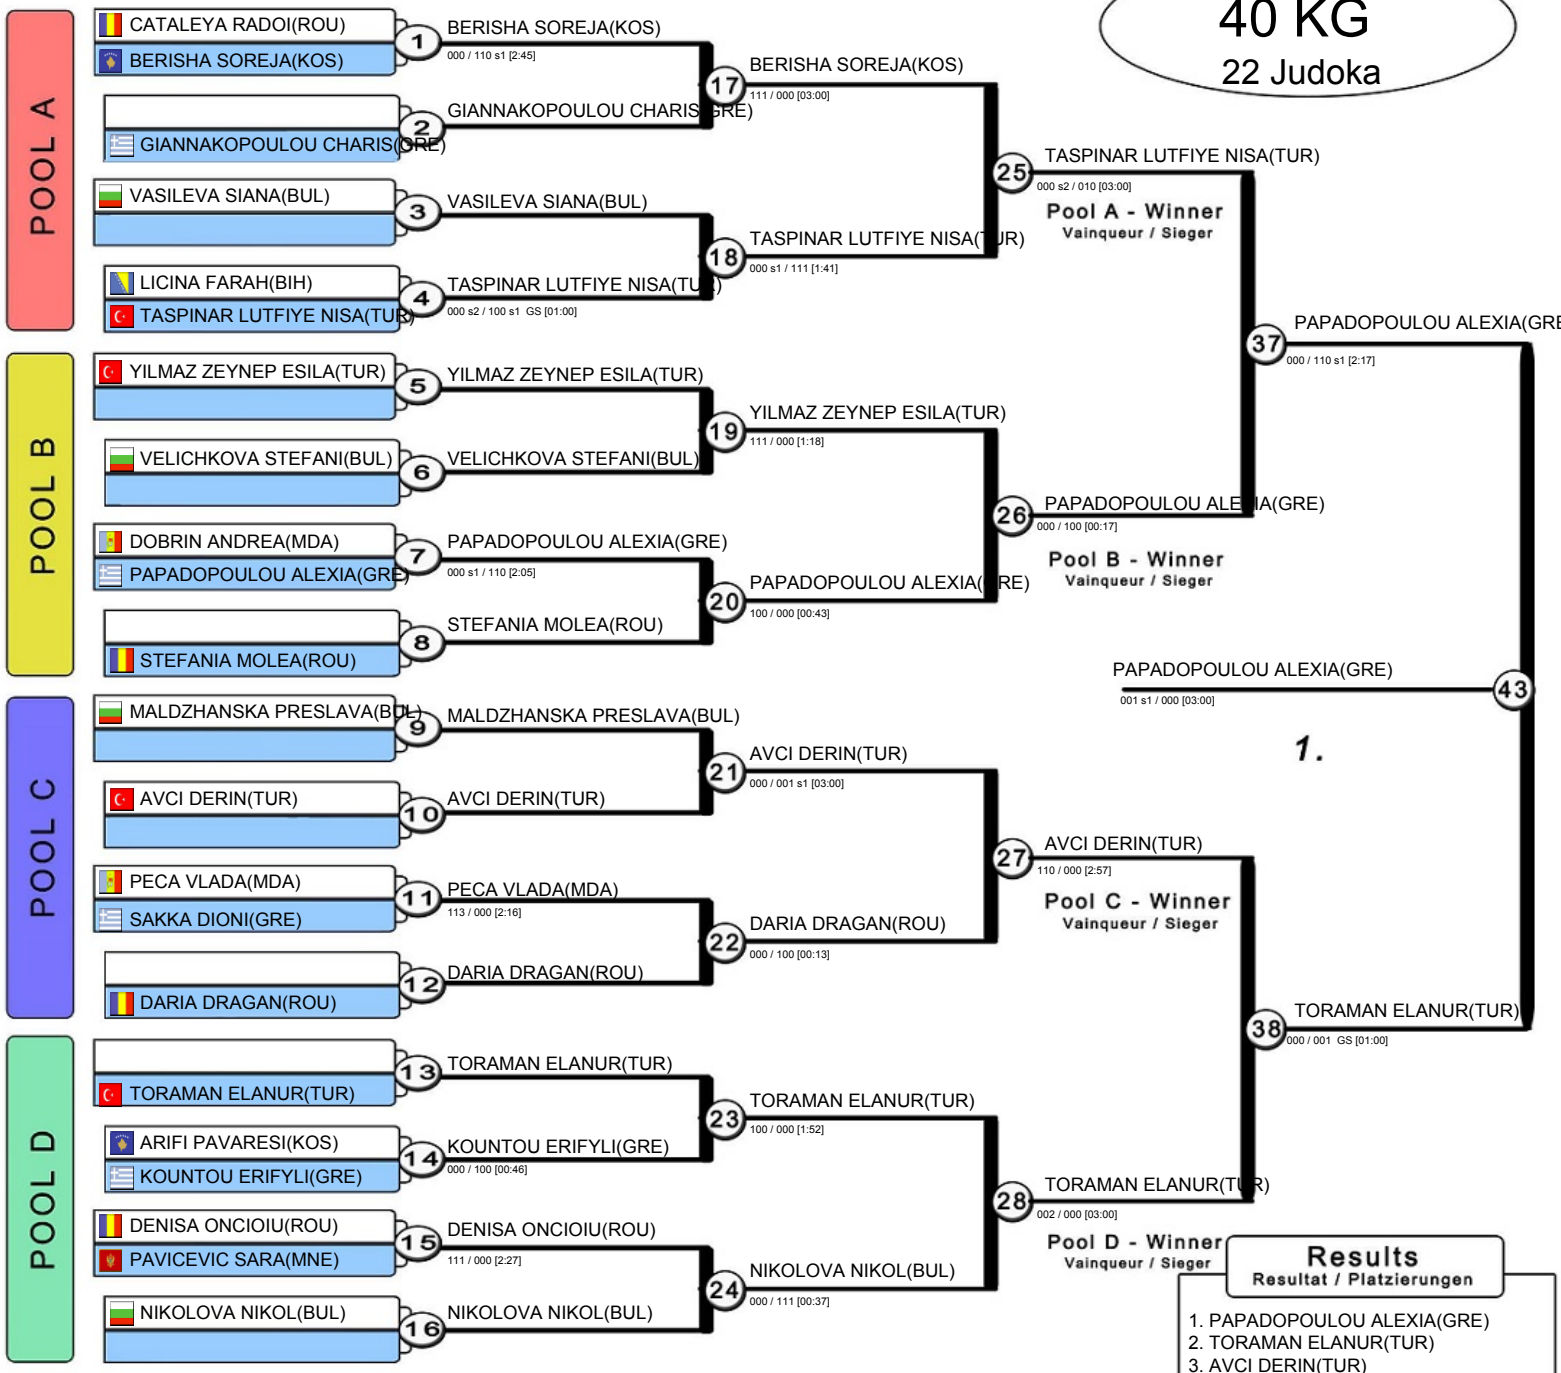 40 KG
22 Judoka
POOL A
CATALEYA RADOI(ROU)
BERISHA SOREJA(KOS)
1
BERISHA SOREJA(KOS)
000 / 110 s1 [2:45]
GIANNAKOPOULOU CHARIS(GRE)
2
GIANNAKOPOULOU CHARIS(GRE)
17
BERISHA SOREJA(KOS)
111 / 000 [03:00]
VASILEVA SIANA(BUL)
3
VASILEVA SIANA(BUL)
LICINA FARAH(BIH)
TASPINAR LUTFIYE NISA(TUR)
4
TASPINAR LUTFIYE NISA(TUR)
000 s2 / 100 s1 GS [01:00]
18
TASPINAR LUTFIYE NISA(TUR)
000 s1 / 111 [1:41]
25
TASPINAR LUTFIYE NISA(TUR)
000 s2 / 010 [03:00]
Pool A - Winner
Vainqueur / Sieger
POOL B
YILMAZ ZEYNEP ESILA(TUR)
5
YILMAZ ZEYNEP ESILA(TUR)
VELICHKOVA STEFANI(BUL)
6
VELICHKOVA STEFANI(BUL)
19
YILMAZ ZEYNEP ESILA(TUR)
111 / 000 [1:18]
DOBRIN ANDREA(MDA)
PAPADOPOULOU ALEXIA(GRE)
7
PAPADOPOULOU ALEXIA(GRE)
000 s1 / 110 [2:05]
STEFANIA MOLEA(ROU)
8
STEFANIA MOLEA(ROU)
20
PAPADOPOULOU ALEXIA(GRE)
100 / 000 [00:43]
26
PAPADOPOULOU ALEXIA(GRE)
000 / 100 [00:17]
Pool B - Winner
Vainqueur / Sieger
37
PAPADOPOULOU ALEXIA(GRE
000 / 110 s1 [2:17]
PAPADOPOULOU ALEXIA(GRE)
43
001 s1 / 000 [03:00]
1.
POOL C
MALDZHANSKA PRESLAVA(BUL)
9
MALDZHANSKA PRESLAVA(BUL)
AVCI DERIN(TUR)
10
AVCI DERIN(TUR)
21
AVCI DERIN(TUR)
000 / 001 s1 [03:00]
PECA VLADA(MDA)
SAKKA DIONI(GRE)
11
PECA VLADA(MDA)
113 / 000 [2:16]
DARIA DRAGAN(ROU)
12
DARIA DRAGAN(ROU)
22
DARIA DRAGAN(ROU)
000 / 100 [00:13]
27
AVCI DERIN(TUR)
110 / 000 [2:57]
Pool C - Winner
Vainqueur / Sieger
POOL D
TORAMAN ELANUR(TUR)
13
TORAMAN ELANUR(TUR)
ARIFI PAVARESI(KOS)
KOUNTOU ERIFYLI(GRE)
14
KOUNTOU ERIFYLI(GRE)
000 / 100 [00:46]
23
TORAMAN ELANUR(TUR)
100 / 000 [1:52]
DENISA ONCIOIU(ROU)
PAVICEVIC SARA(MNE)
15
DENISA ONCIOIU(ROU)
111 / 000 [2:27]
NIKOLOVA NIKOL(BUL)
16
NIKOLOVA NIKOL(BUL)
24
NIKOLOVA NIKOL(BUL)
000 / 111 [00:37]
28
TORAMAN ELANUR(TUR)
002 / 000 [03:00]
Pool D - Winner
Vainqueur / Sieger
38
TORAMAN ELANUR(TUR)
000 / 001 GS [01:00]
Results
Resultat / Platzierungen
1. PAPADOPOULOU ALEXIA(GRE)
2. TORAMAN ELANUR(TUR)
3. AVCI DERIN(TUR)